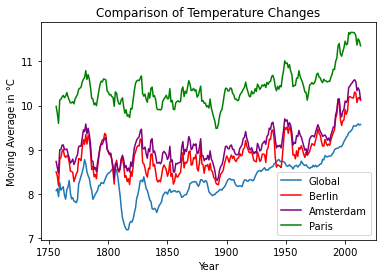 Comparison of Temperature Changes
Moving Average in °C
11
10
9
8
7
1750
1800
1850
1900
1950
2000
Year
Global
Berlin
Amsterdam
Paris